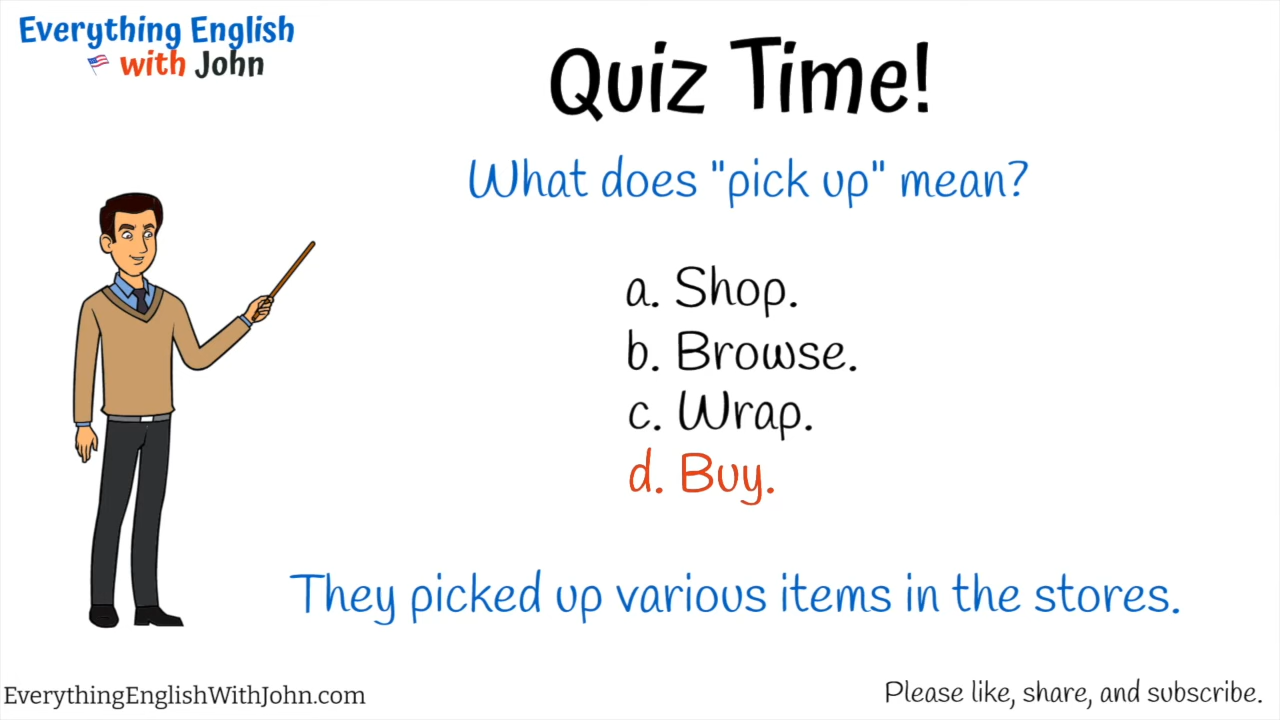 Everything English
with John
Quiz Time!
What does "pick up" mean?
a. Shop.
b. Browse.
c. Wrap.
d. Buy.
They picked up various items in the stores.
EverythingEnglishWithJohn.com
Please like, share, and subscribe.